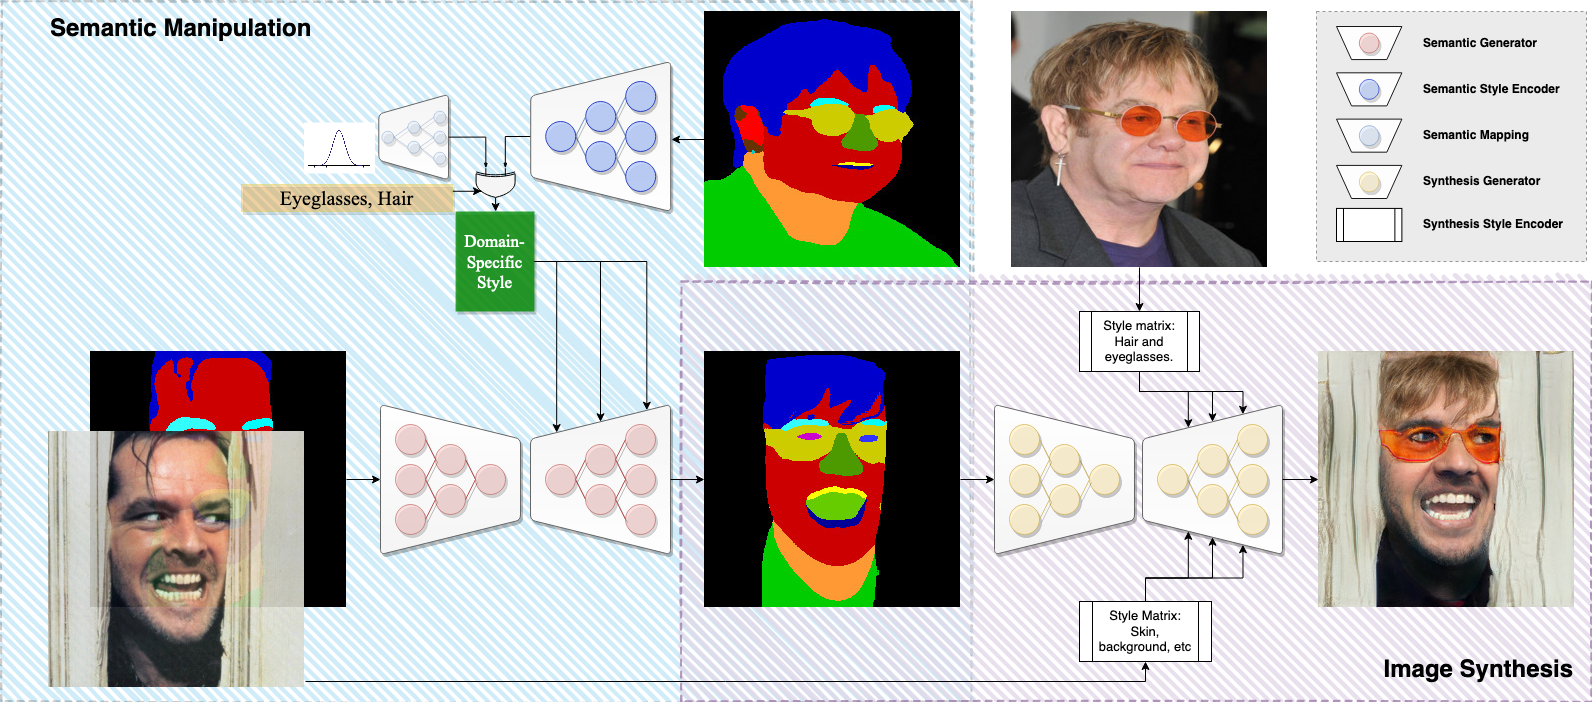 Semantic Manipulation
Semantic Generator
Semantic Style Encoder
Semantic Mapping
Synthesis Generator
Synthesis Style Encoder
Eyeglasses, Hair
Domain-
Specific
Style
Style matrix:
Hair and
eyeglasses.
Style Matrix:
Skin,
background, etc
Image Synthesis